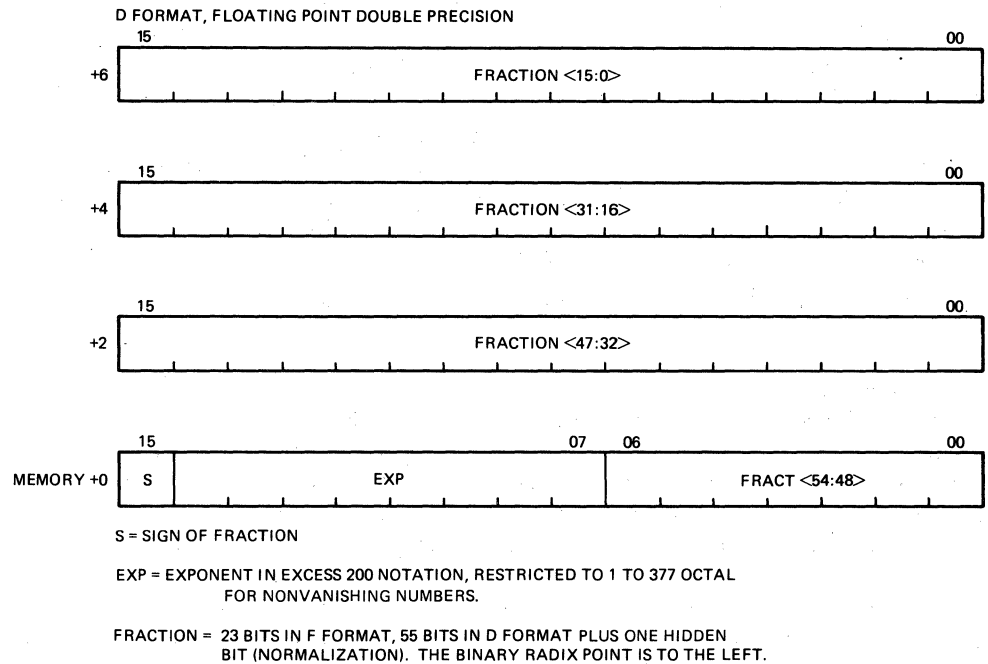 D FORMAT, FLOATING POINT DOUBLE PRECISION
15 00
+6 FRACTION <15:0>
15 00
+4 FRACTION <31:16>
15 00
+2 FRACTION <47:32>
15 07 06 00
MEMORY +0 S EXP FRACT <54:48>
S = SIGN OF FRACTION
EXP = EXPONENT IN EXCESS 200 NOTATION, RESTRICTED TO 1 TO 377 OCTAL
FOR NONVANISHING NUMBERS.
FRACTION = 23 BITS IN F FORMAT, 55 BITS IN D FORMAT PLUS ONE HIDDEN
BIT (NORMALIZATION). THE BINARY RADIX POINT IS TO THE LEFT.